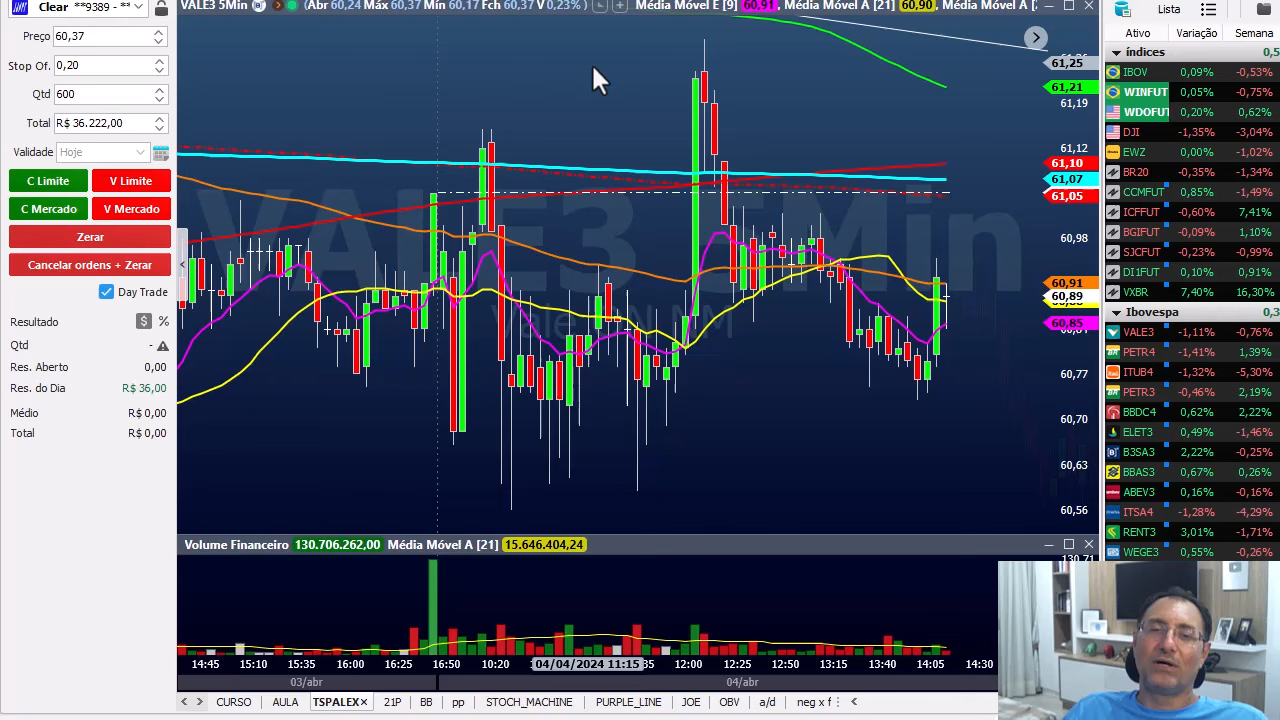 Clear **9389 - **
VALE3 5Min (Abr 60,24 Máx 60,37 Mín 60,17 Fch 60,37 V 0,23%) Média Móvel E [9] 60,91 Média Móvel A [21] 60,90
Lista
Preço 60,37
Stop Of. 0,20
Qtd 600
Total R$ 36.222,00
Validade Hoje
C Limite V Limite
C Mercado V Mercado
Zerar
Cancelar ordens + Zerar
Day Trade
Resultado $ %
Qtd -
Res. Aberto 0,00
Res. do Dia R$ 36,00
Médio R$ 0,00
Total R$ 0,00
VALE3 5Min
Vale ON NM
61,25
61,21
61,19
61,12
61,10
61,07
61,05
60,98
60,91
60,89
60,85
60,77
60,70
60,63
60,56
Ativo Variação Semana
índices 0,5
IBOV 0,09% -0,53%
WINFUT 0,05% -0,75%
WDOFUT 0,20% 0,62%
DJI -1,35% -3,04%
EWZ 0,00% -1,02%
BR20 -0,35% -1,34%
CCMFUT 0,85% -1,49%
ICFFUT -0,60% 7,41%
BGIFUT -0,09% 1,10%
SJCFUT -0,23% -0,99%
DI1FUT 0,10% 0,91%
VXBR 7,40% 16,30%
Ibovespa 0,3
VALE3 -1,11% -0,76%
PETR4 -1,41% 1,39%
ITUB4 -1,32% -5,30%
PETR3 -0,46% 2,19%
BBDC4 0,62% 2,22%
ELET3 0,49% -1,46%
B3SA3 2,22% -0,25%
BBAS3 0,67% 0,26%
ABEV3 0,16% -0,16%
ITSA4 -1,28% -4,29%
RENT3 3,01% -1,71%
WEGE3 0,55% -0,26%
Volume Financeiro 130.706.262,00 Média Móvel A [21] 15.646.404,24
130,71
14:45 15:10 15:35 16:00 16:25 16:50 10:20 04/04/2024 11:15 12:00 12:25 12:50 13:15 13:40 14:05 14:30
03/abr 04/abr
CURSO AULA TSPALEX 21P BB pp STOCH_MACHINE PURPLE_LINE JOE OBV a/d neg x f